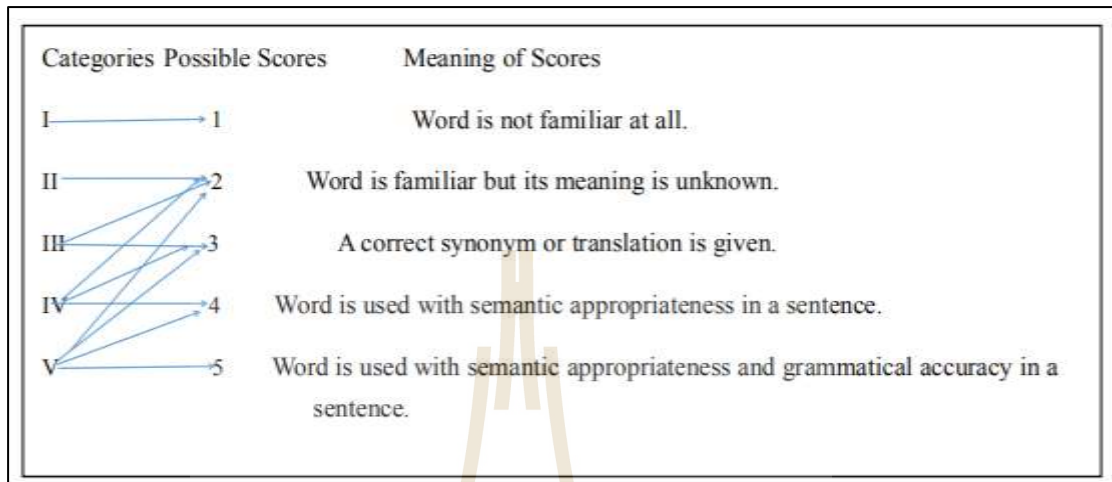 Categories Possible Scores Meaning of Scores
I 1 Word is not familiar at all.
II 2 Word is familiar but its meaning is unknown.
III 3 A correct synonym or translation is given.
IV 4 Word is used with semantic appropriateness in a sentence.
V 5 Word is used with semantic appropriateness and grammatical accuracy in a
sentence.